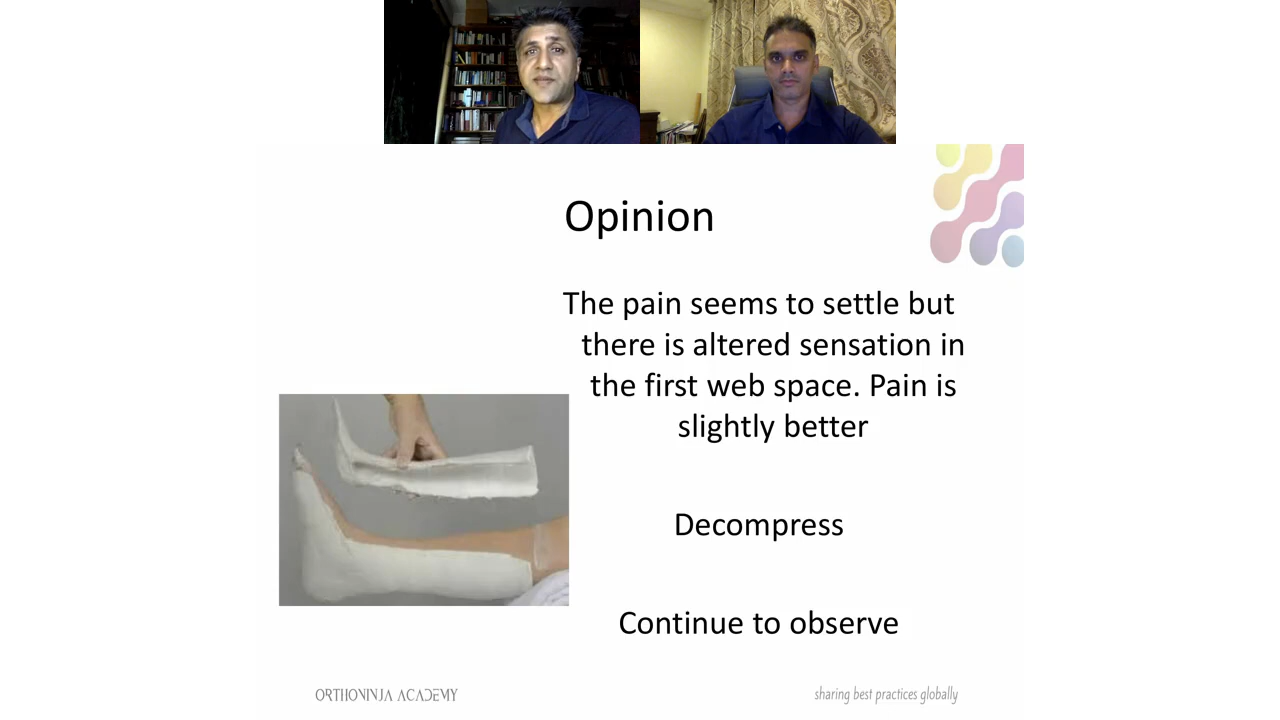 Opinion
The pain seems to settle but
there is altered sensation in
the first web space. Pain is
slightly better
Decompress
Continue to observe
ORTHONINJA ACADEMY
sharing best practices globally